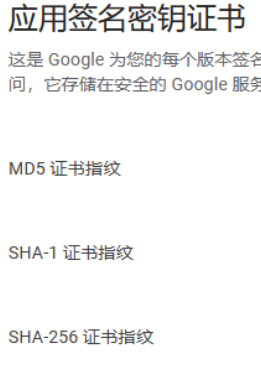 应用签名密钥证书
这是 Google 为您的每个版本签名
问，它存储在安全的 Google 服务
MD5 证书指纹
SHA-1 证书指纹
SHA-256 证书指纹